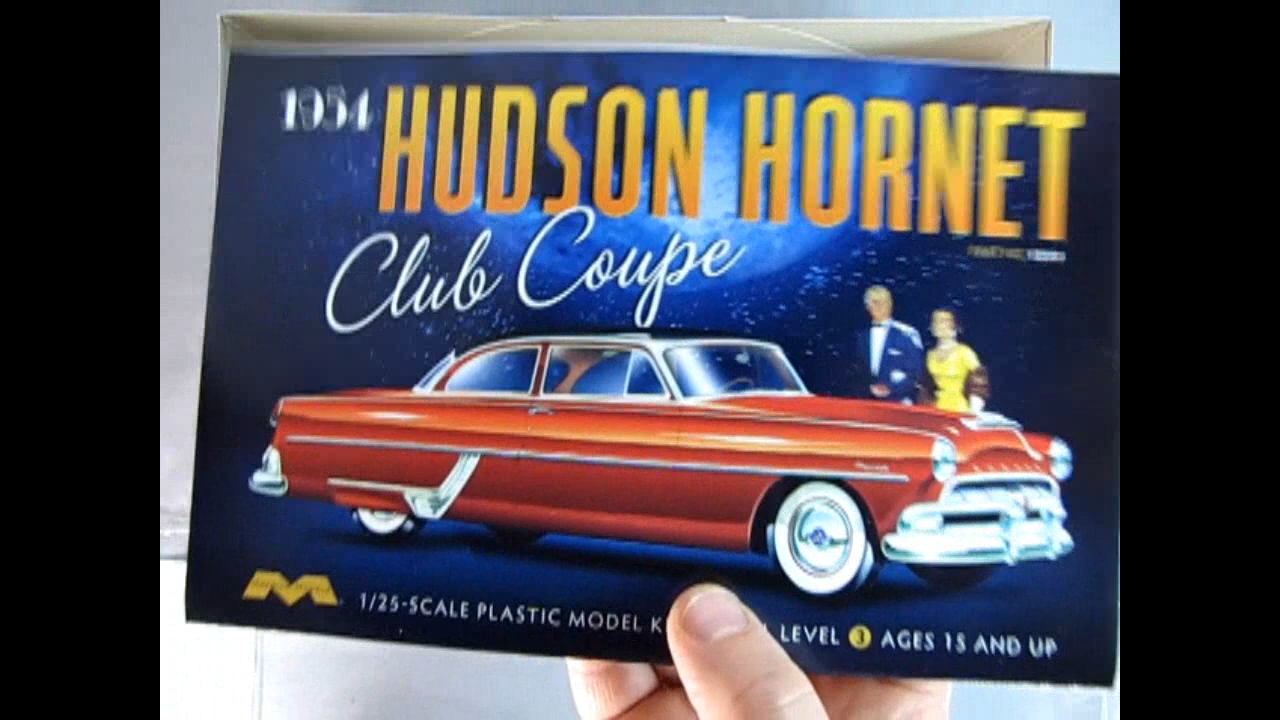 1954 HUDSON HORNET
Club Coupe
1/25-SCALE PLASTIC MODEL LEVEL 3 AGES 15 AND UP